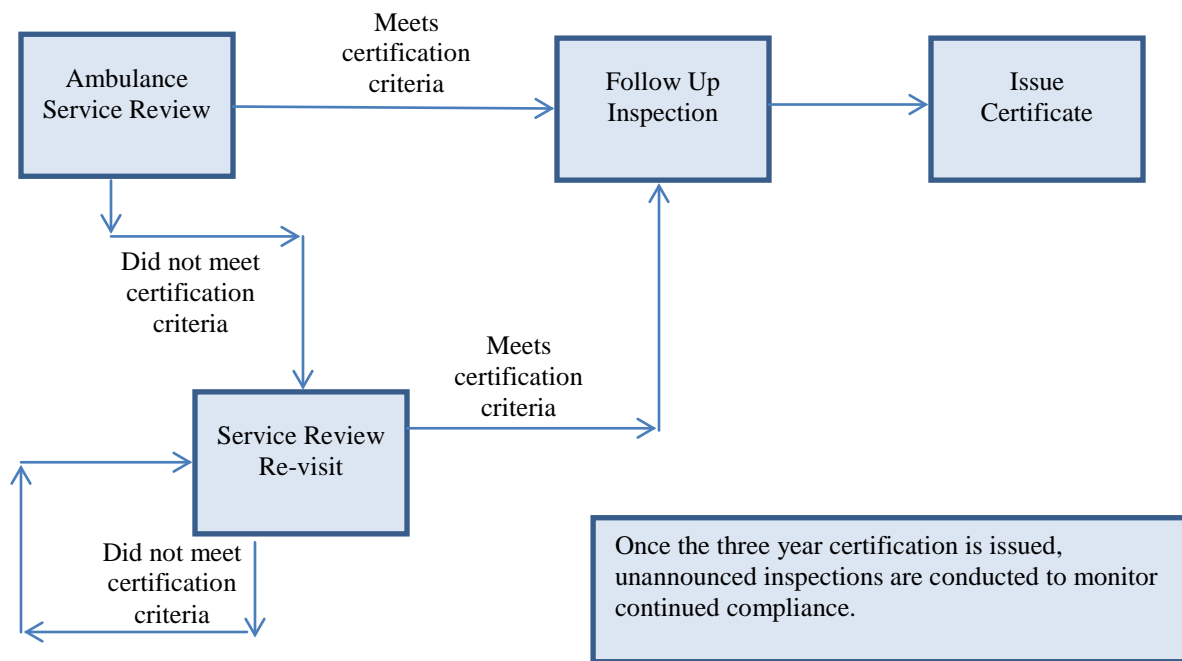 Meets
certification
criteria
Ambulance
Service Review
Follow Up
Inspection
Issue
Certificate
Did not meet
certification
criteria
Meets
certification
criteria
Service Review
Re-visit
Did not meet
certification
criteria
Once the three year certification is issued,
unannounced inspections are conducted to monitor
continued compliance.